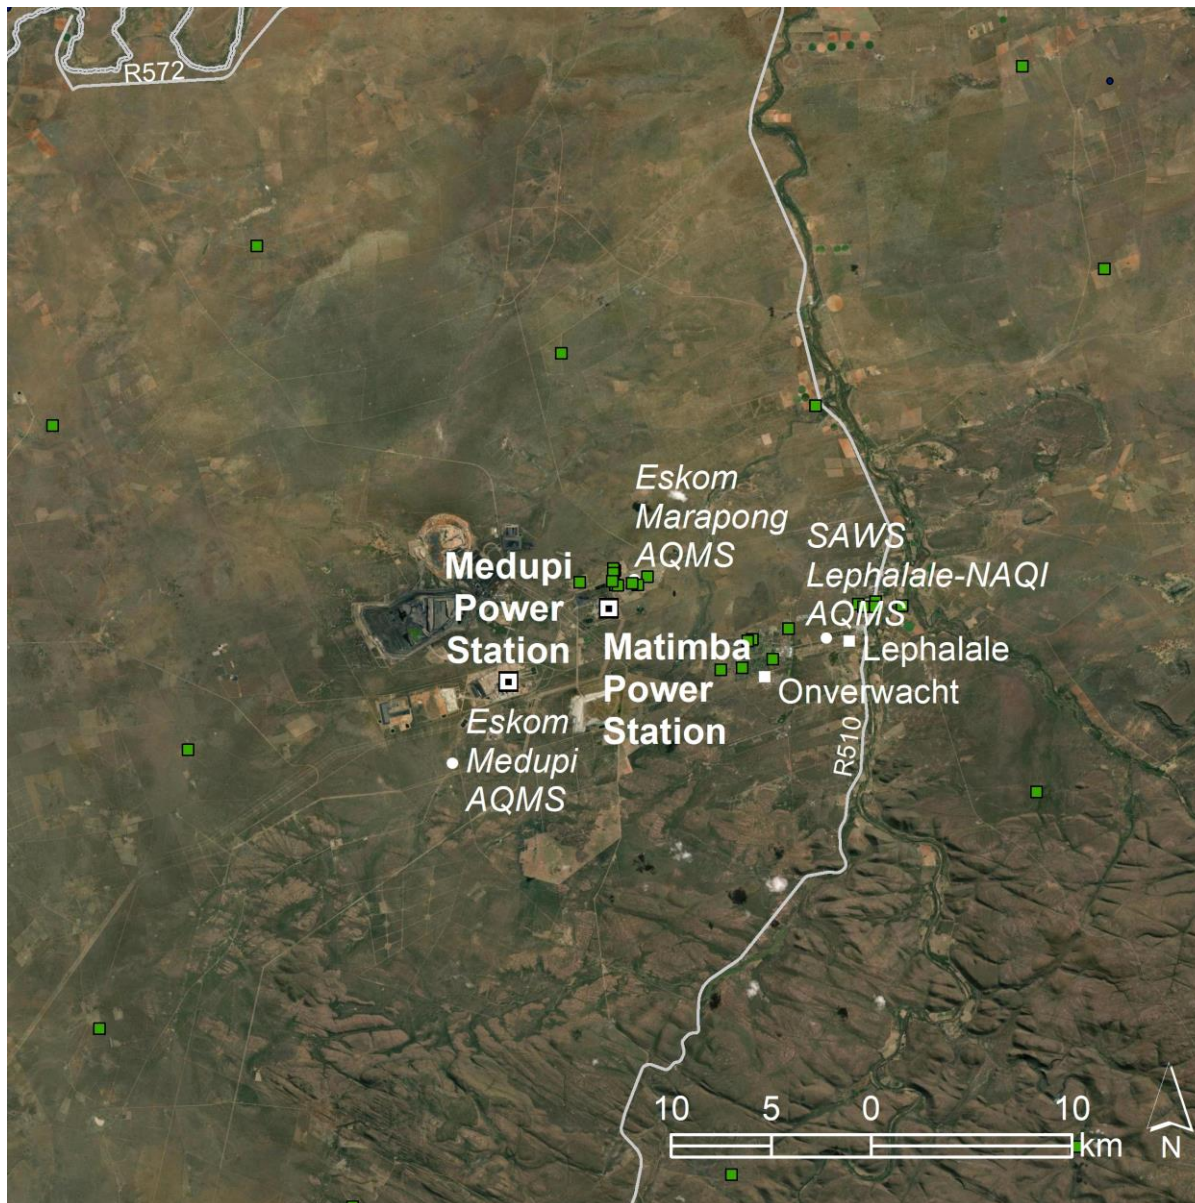 R572
Eskom
Marapong
AQMS
SAWS
Lephalale-NAQI
AQMS
Medupi
Power
Station
Matimba
Power
Station
Lephalale
Onverwacht
Eskom
Medupi
AQMS
R510
10 5 0 10
km
N